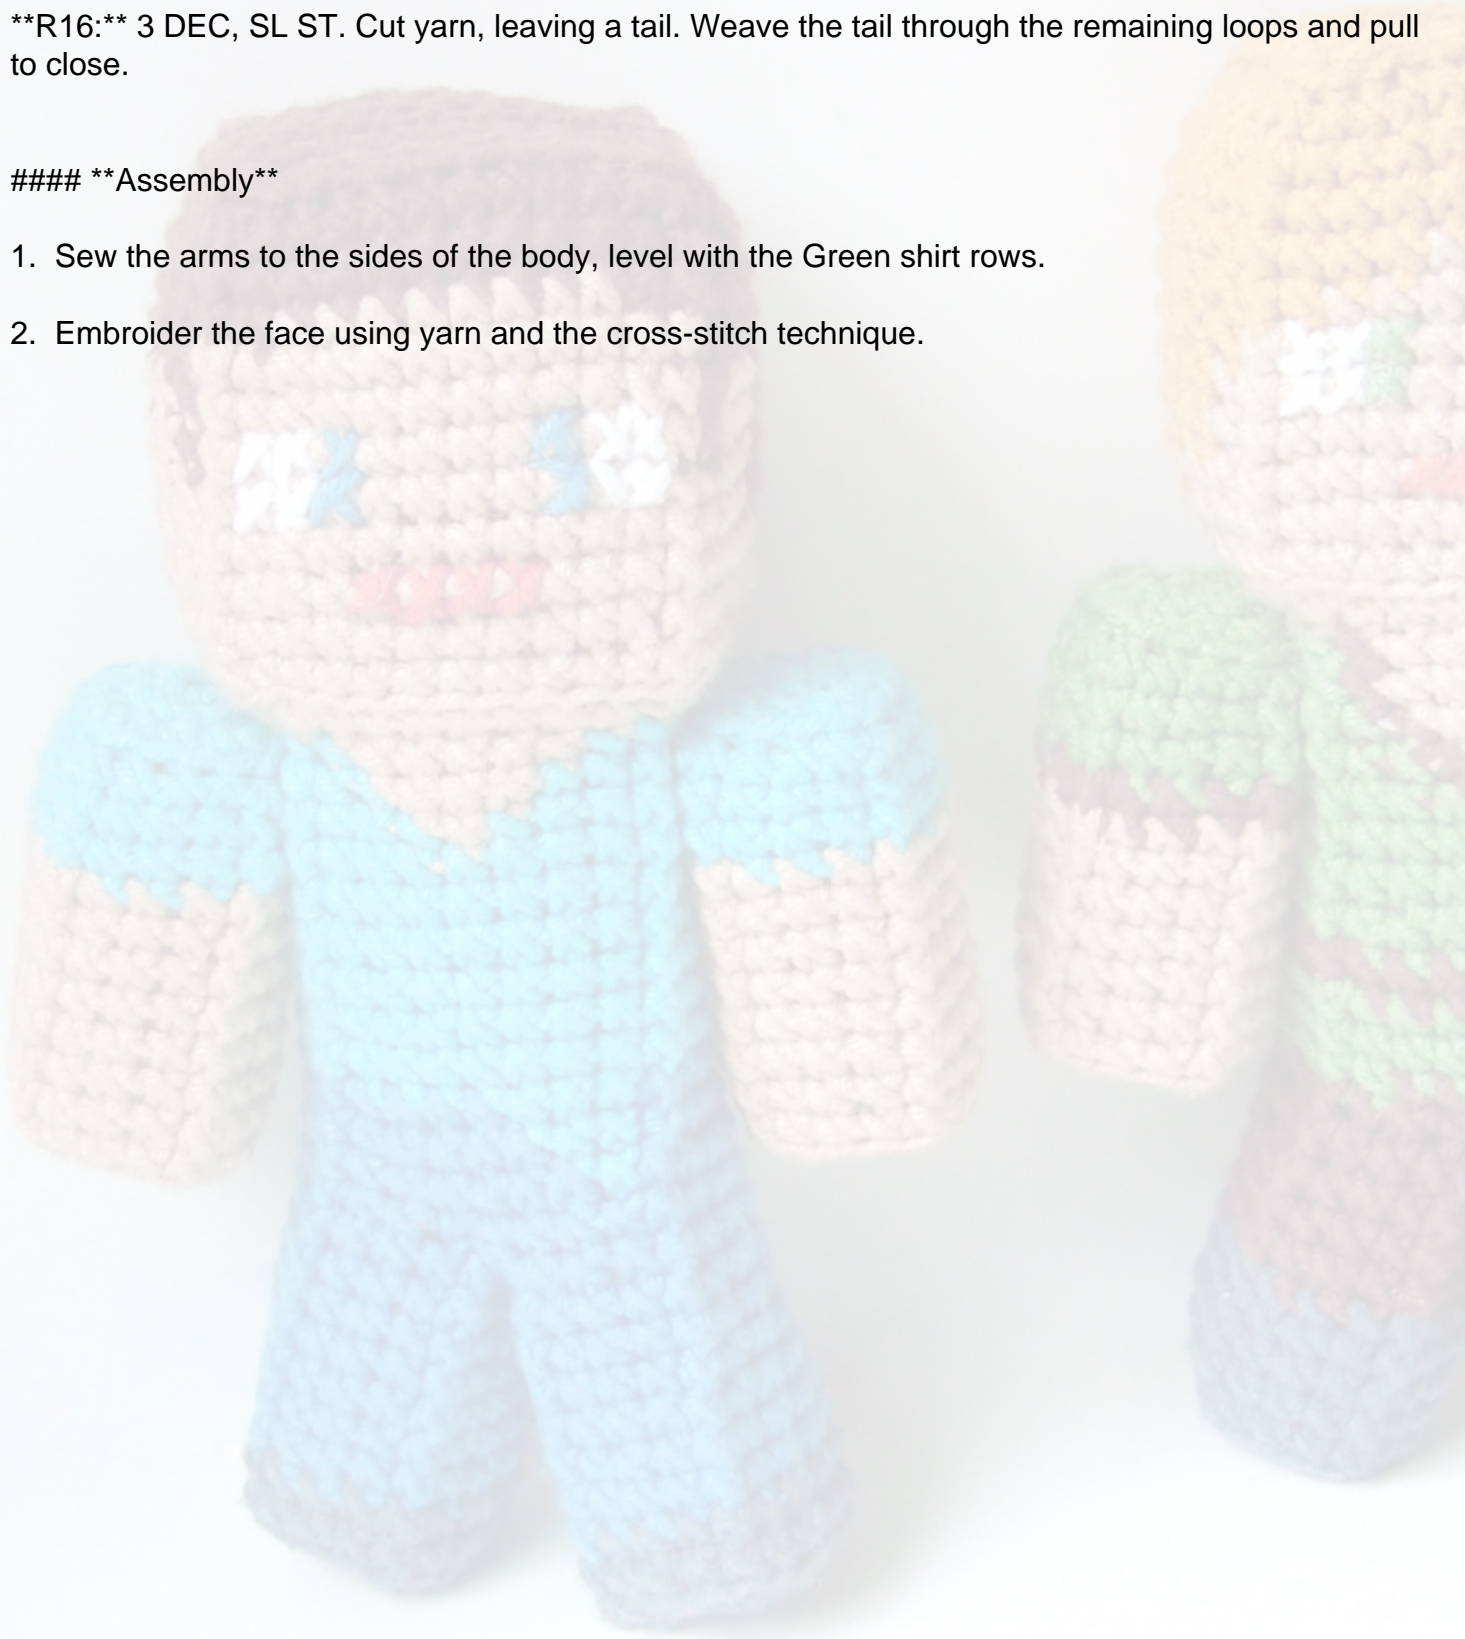 **R16:** 3 DEC, SL ST. Cut yarn, leaving a tail. Weave the tail through the remaining loops and pull
to close.
#### **Assembly**
1. Sew the arms to the sides of the body, level with the Green shirt rows.
2. Embroider the face using yarn and the cross-stitch technique.